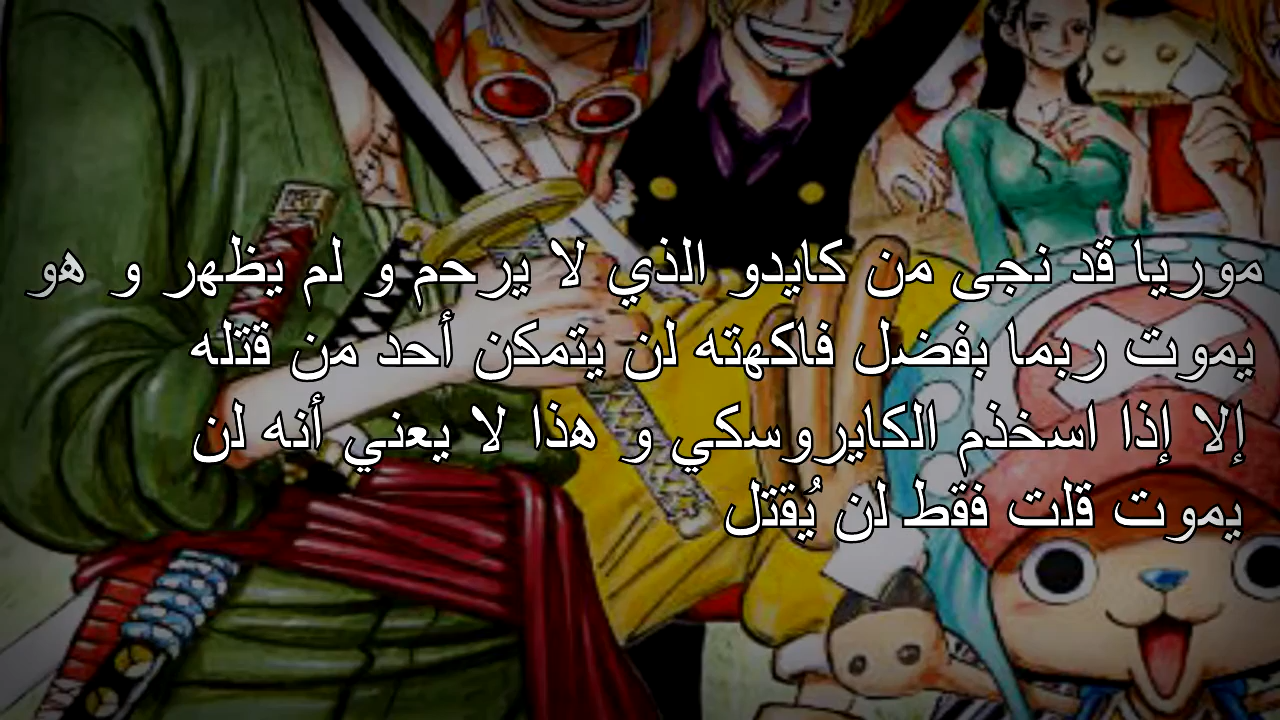 موريا قد نجى من كايدو الذي لا يرحم و لم يظهر و هو
يموت ربما بفضل فاكهته لن يتمكن أحد من قتله
إلا إذا اسخذم الكايروسكي و هذا لا يعني أنه لن
يموت قلت فقط لن يُقتل